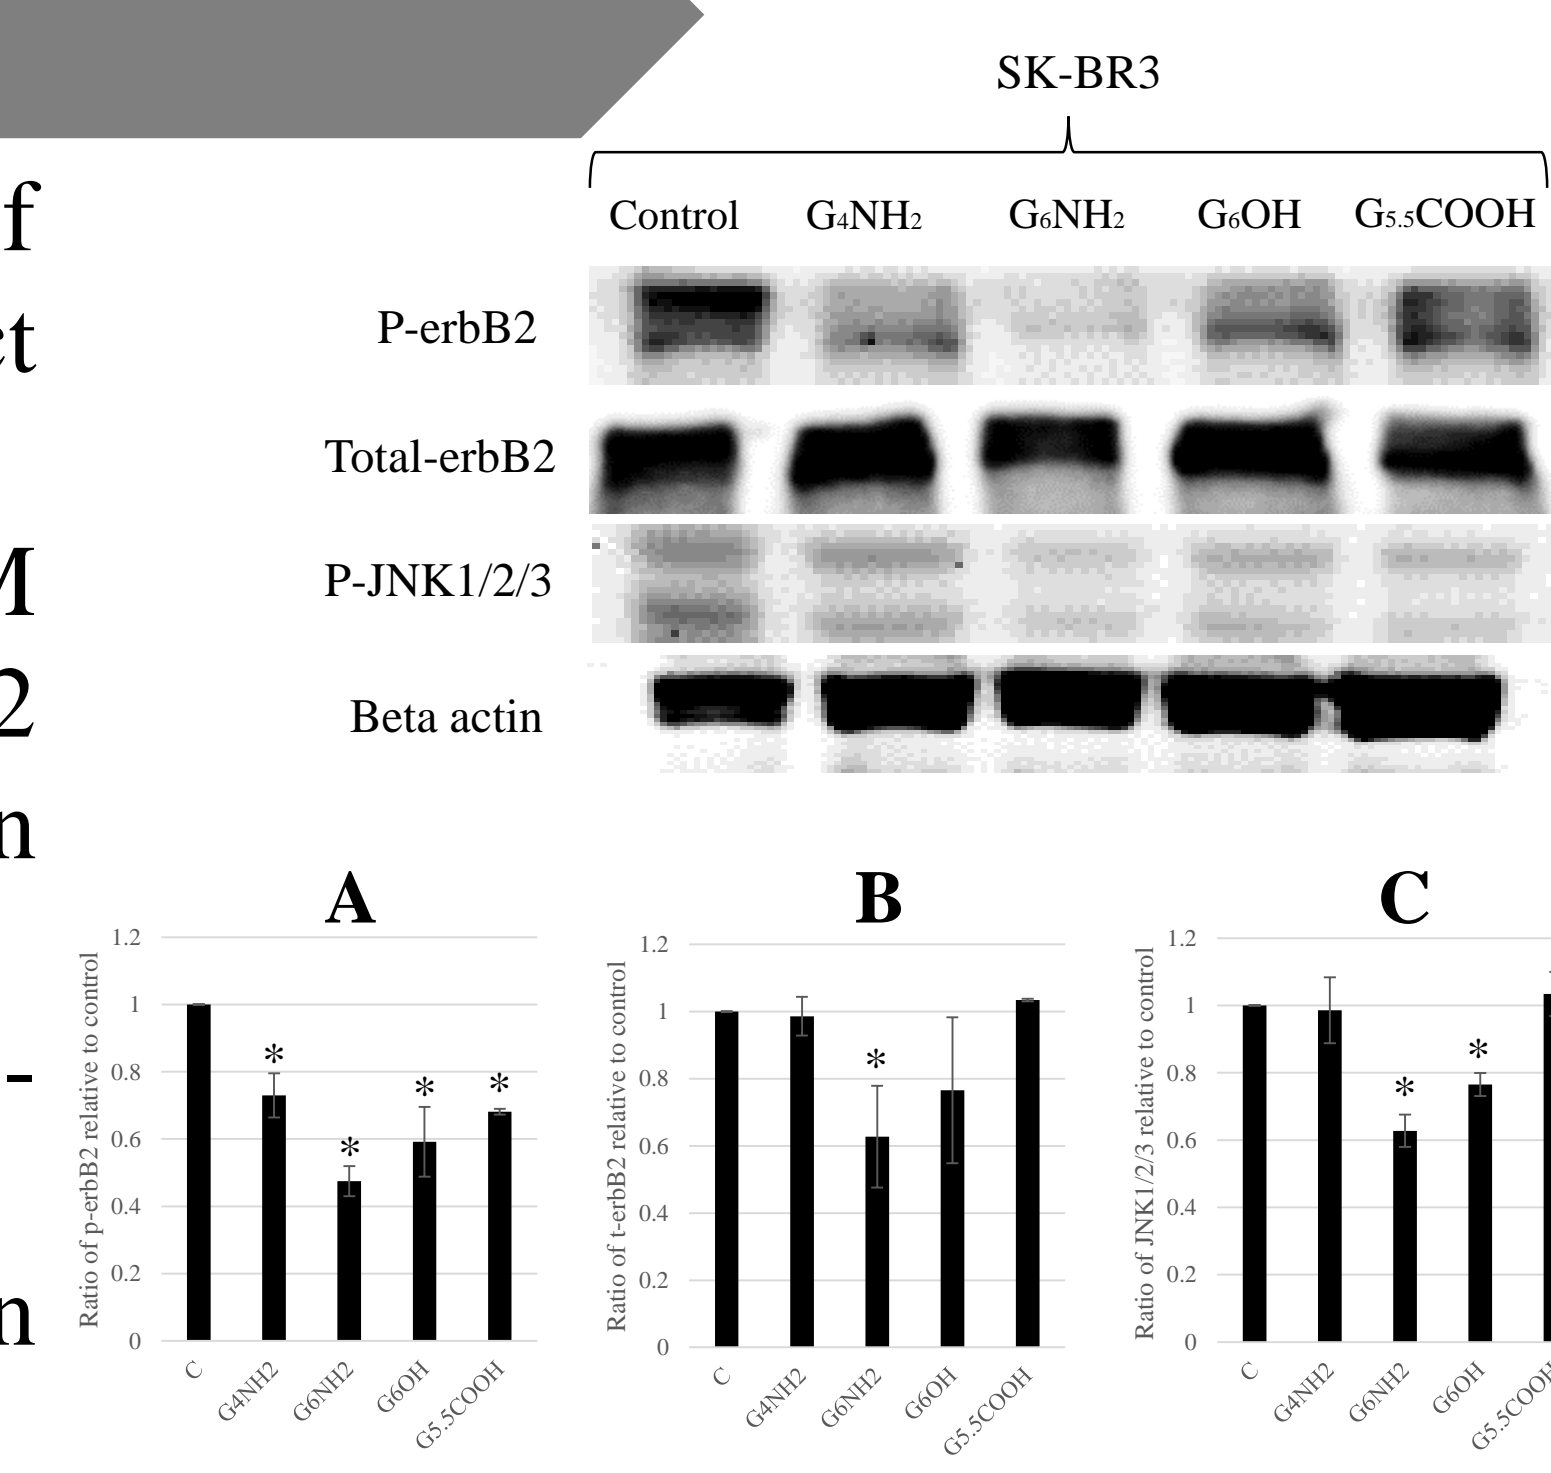 SK-BR3
Control G4NH2 G6NH2 G6OH G5.5COOH
f
ct
P-erbB2
Total-erbB2
M
P-JNK1/2/3
2
Beta actin
n
A B C
-
n
Ratio of p-erbB2 relative to control
1.2
1
0.8
0.6
0.4
0.2
0
* * * *
C G4NH2 G6NH2 G6OH G5.5COOH
Ratio of t-erbB2 relative to control
1.2
1
0.8
0.6
0.4
0.2
0
*
C G4NH2 G6NH2 G6OH G5.5COOH
Ratio of JNK1/2/3 relative to control
1.2
1
0.8
0.6
0.4
0.2
0
* *
C G4NH2 G6NH2 G6OH G5.5COOH